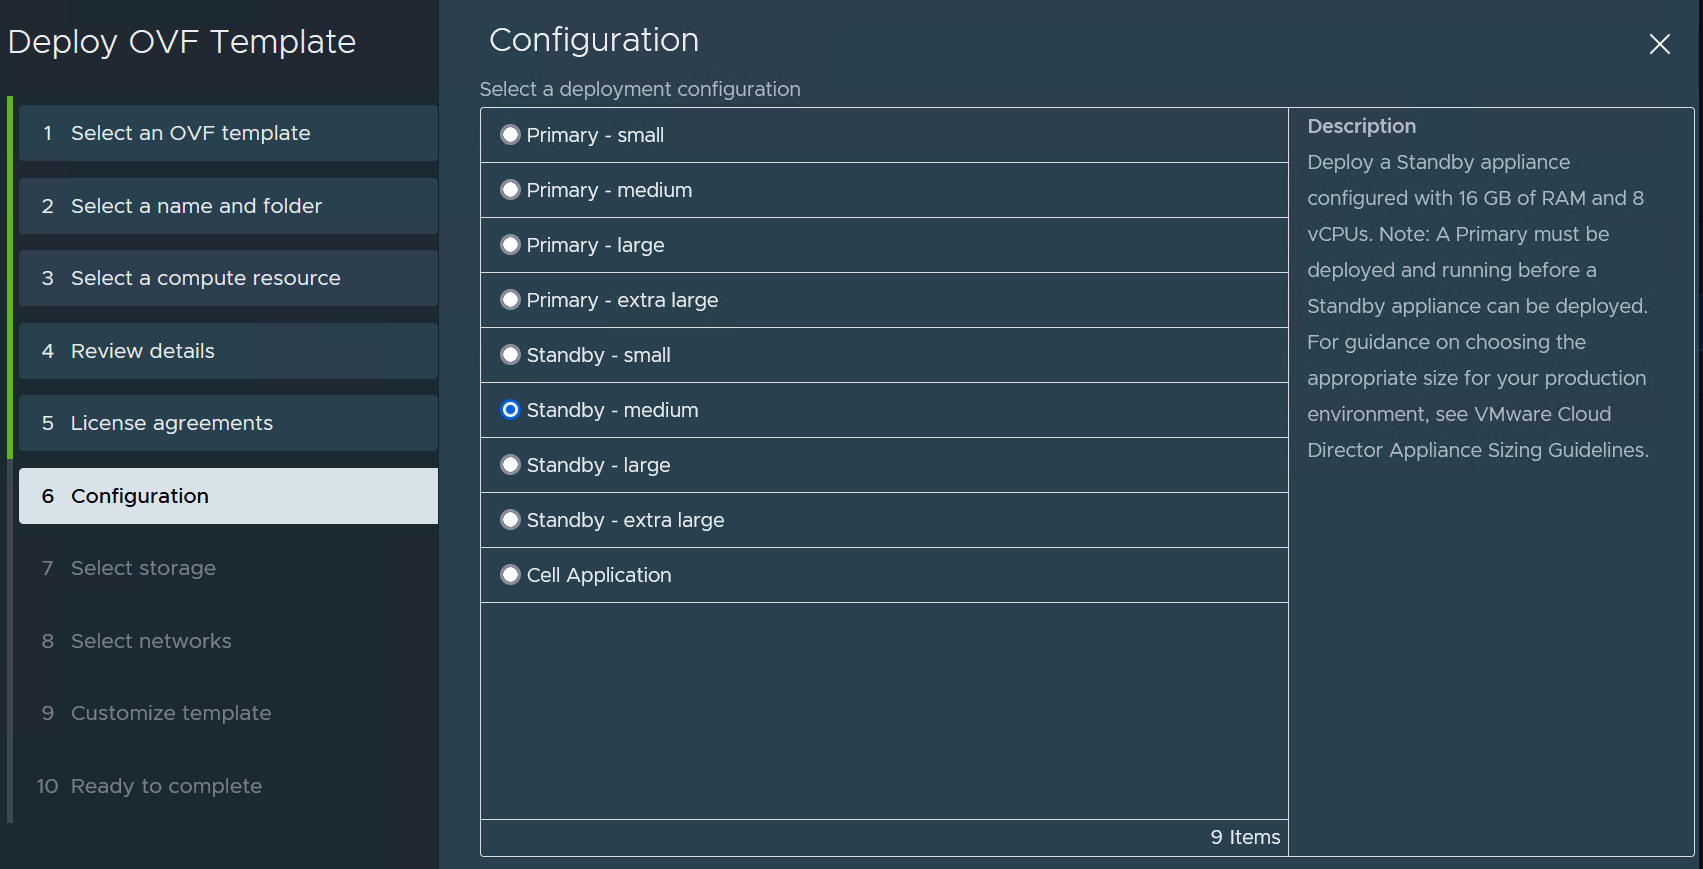 Deploy OVF Template
1 Select an OVF template
2 Select a name and folder
3 Select a compute resource
4 Review details
5 License agreements
6 Configuration
7 Select storage
8 Select networks
9 Customize template
10 Ready to complete
Configuration
Select a deployment configuration
Primary - small
Primary - medium
Primary - large
Primary - extra large
Standby - small
Standby - medium
Standby - large
Standby - extra large
Cell Application
9 Items
Description
Deploy a Standby appliance
configured with 16 GB of RAM and 8
vCPUs. Note: A Primary must be
deployed and running before a
Standby appliance can be deployed.
For guidance on choosing the
appropriate size for your production
environment, see VMware Cloud
Director Appliance Sizing Guidelines.